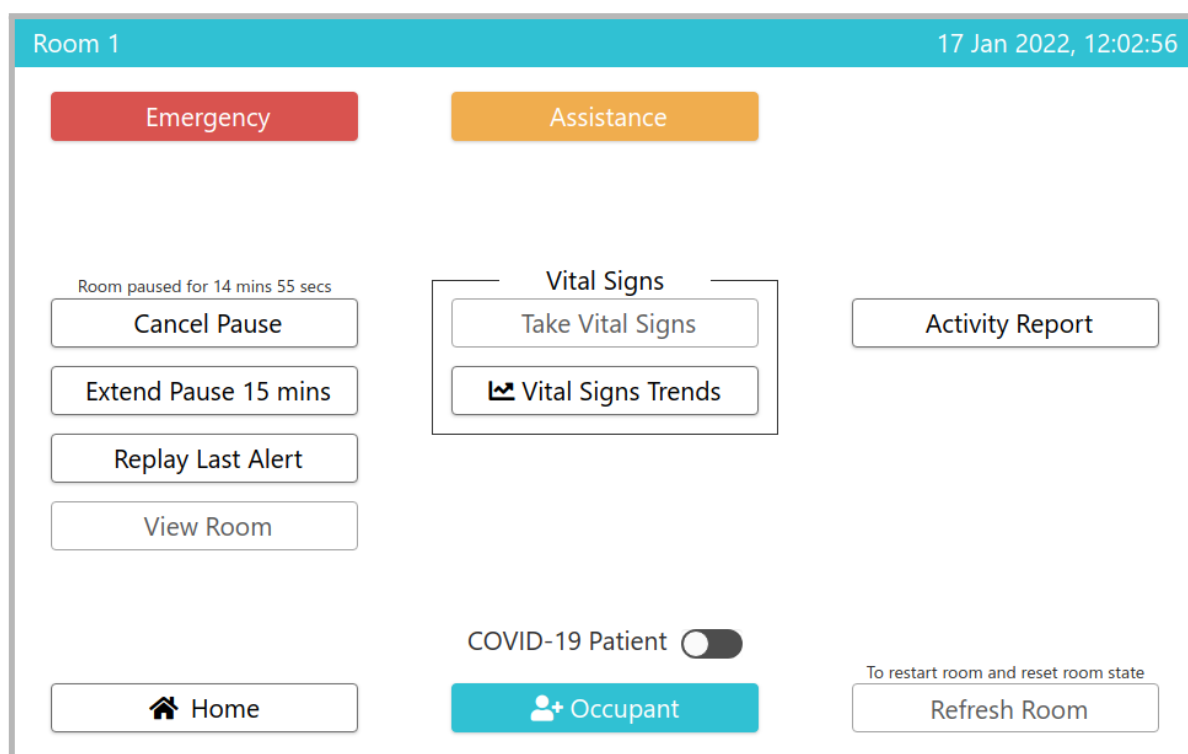 Room 1
17 Jan 2022, 12:02:56
Emergency
Assistance
Room paused for 14 mins 55 secs
Cancel Pause
Extend Pause 15 mins
Replay Last Alert
View Room
Vital Signs
Take Vital Signs
Vital Signs Trends
Activity Report
COVID-19 Patient
Home
Occupant
To restart room and reset room state
Refresh Room